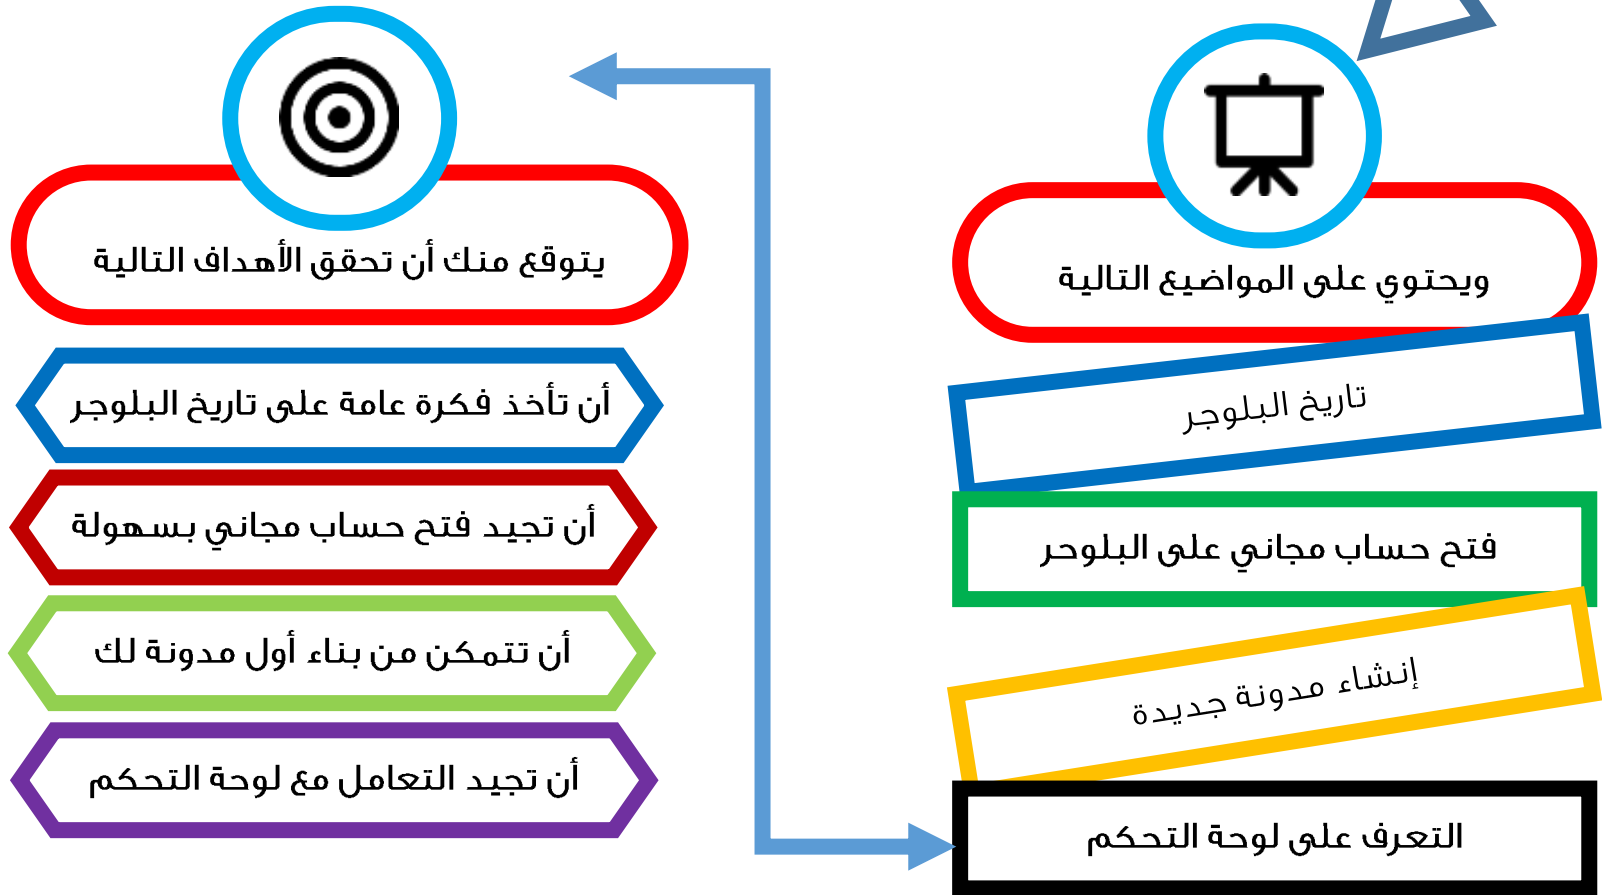 ويحتوي على المواضيع التالية
تاريخ البلوجر
فتح حساب مجاني على البلوحر
إنشاء مدونة جديدة
التعرف على لوحة التحكم
يتوقع منك أن تحقق الأهداف التالية
أن تأخذ فكرة عامة على تاريخ البلوجر
أن تجيد فتح حساب مجاني بسهولة
أن تتمكن من بناء أول مدونة لك
أن تجيد التعامل مع لوحة التحكم